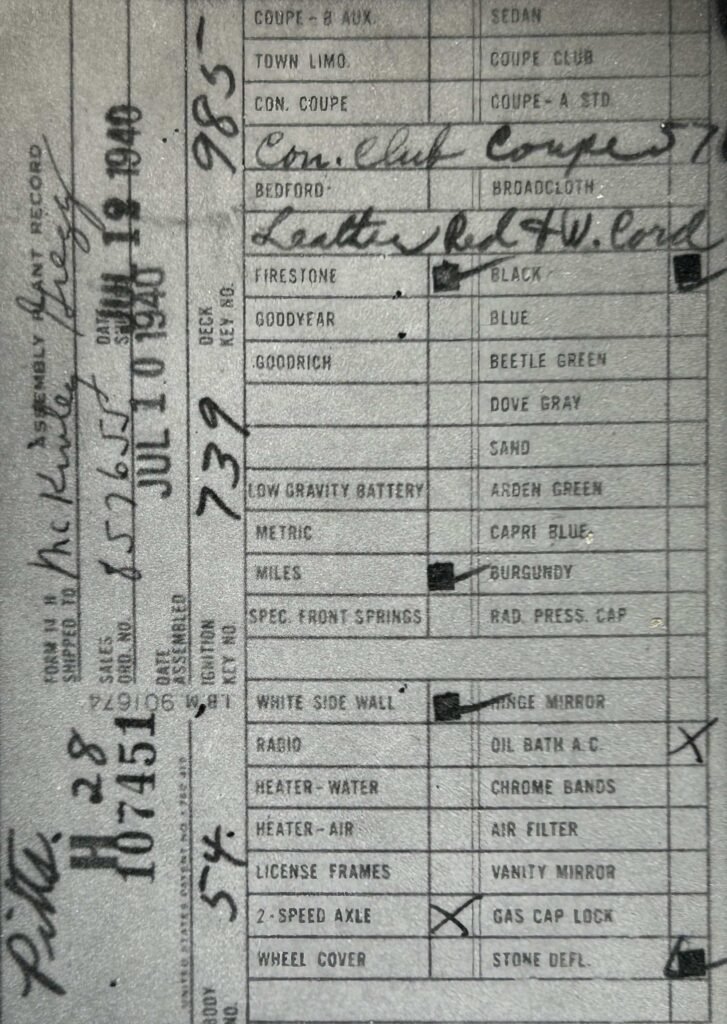 Pitts.
H 28
107451
FORM N H ASSEMBLY PLANT RECORD
SHIPPED TO McKinley Gregg
SALES ORD. NO. 857655 DATE JUL 12 1940
DATE ASSEMBLED JUL 10 1940
I.B.M. 901674
BODY NO. 54. IGNITION KEY NO. 739 DECK KEY NO. 985
COUPE-B AUX. SEDAN
TOWN LIMO. COUPE CLUB
CON. COUPE COUPE-A STD
Con. Club Coupe
BEDFORD BROADCLOTH
Leather Red & W. Cord
FIRESTONE BLACK
GOODYEAR BLUE
GOODRICH BEETLE GREEN
DOVE GRAY
SAND
LOW GRAVITY BATTERY ARDEN GREEN
METRIC CAPRI BLUE
MILES BURGUNDY
SPEC. FRONT SPRINGS RAD. PRESS. CAP
WHITE SIDE WALL HINGE MIRROR
RADIO OIL BATH A.C. X
HEATER-WATER CHROME BANDS
HEATER-AIR AIR FILTER
LICENSE FRAMES VANITY MIRROR
2-SPEED AXLE X GAS CAP LOCK
WHEEL COVER STONE DEFL.